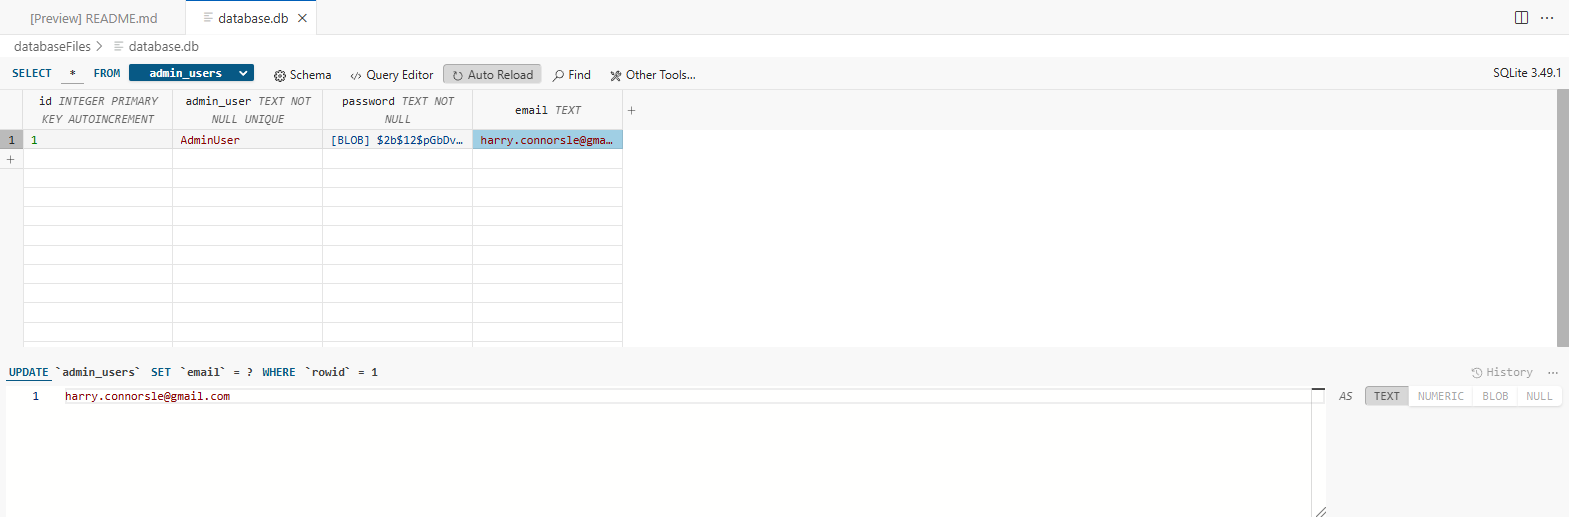 [Preview] README.md database.db
databaseFiles > database.db
SELECT * FROM admin_users Schema Query Editor Auto Reload Find Other Tools... SQLite 3.49.1
id INTEGER PRIMARY KEY AUTOINCREMENT
admin_user TEXT NOT NULL UNIQUE
password TEXT NOT NULL
email TEXT
+
1 1 AdminUser [BLOB] $2b$12$pGbDv… harry.connorsle@gma…
+
UPDATE `admin_users` SET `email` = ? WHERE `rowid` = 1 History
1 harry.connorsle@gmail.com AS TEXT NUMERIC BLOB NULL